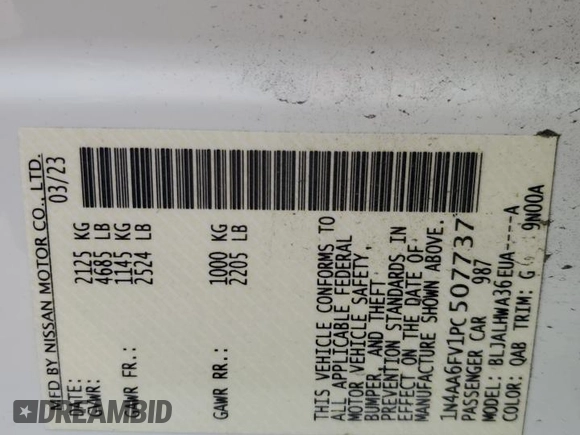 MFD BY NISSAN MOTOR CO., LTD.
DATE: 03/23
GVWR: 2125 KG
4685 LB
GAWR FR.: 1145 KG
2524 LB
GAWR RR.: 1000 KG
2205 LB
THIS VEHICLE CONFORMS TO
ALL APPLICABLE FEDERAL
MOTOR VEHICLE SAFETY,
BUMPER, AND THEFT
PREVENTION STANDARDS IN
EFFECT ON THE DATE OF
MANUFACTURE SHOWN ABOVE.
1N4AA6FV1PC507737
PASSENGER CAR 987
MODEL: BLJALHWA36EUA----A
COLOR: QAB TRIM: G 9N00A
DREAMBID